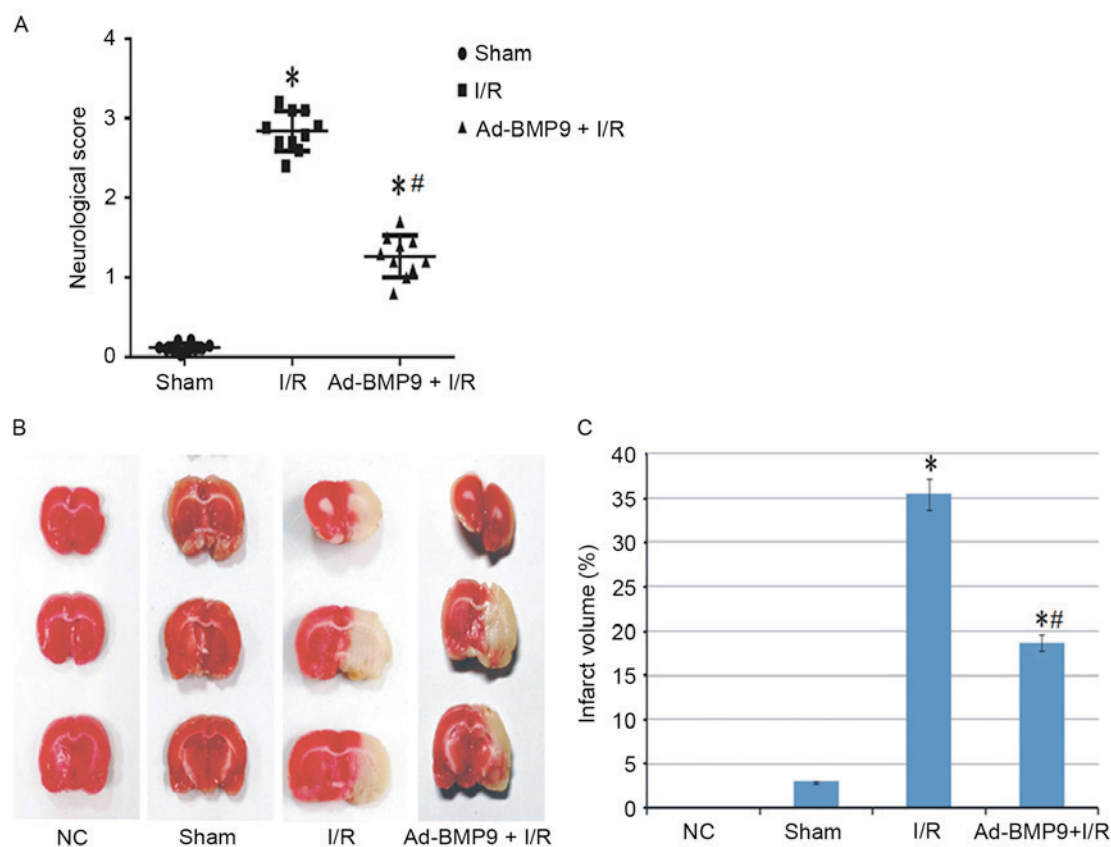 A
Neurological score
4
3
2
1
0
*
*#
Sham
I/R
Ad-BMP9 + I/R
Sham
I/R
Ad-BMP9 + I/R
B
NC
Sham
I/R
Ad-BMP9 + I/R
C
Infarct volume (%)
40
35
30
25
20
15
10
5
0
*
*#
NC
Sham
I/R
Ad-BMP9+I/R